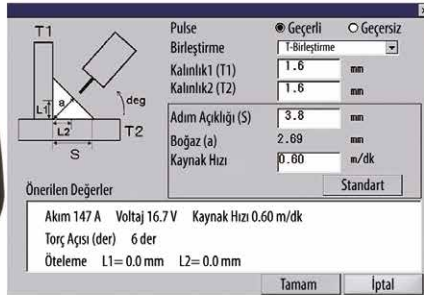 T1
Pulse Geçerli Geçersiz
Birleştirme T-Birleştirme
Kalınlık1 (T1) 1.6 mm
Kalınlık2 (T2) 1.6 mm
a deg
L1
L2 T2
S
Adım Açıklığı (S) 3.8 mm
Boğaz (a) 2.69 mm
Kaynak Hızı 0.60 m/dk
Standart
Önerilen Değerler
Akım 147 A Voltaj 16.7 V Kaynak Hızı 0.60 m/dk
Torç Açısı (der) 6 der
Öteleme L1= 0.0 mm L2= 0.0 mm
Tamam İptal